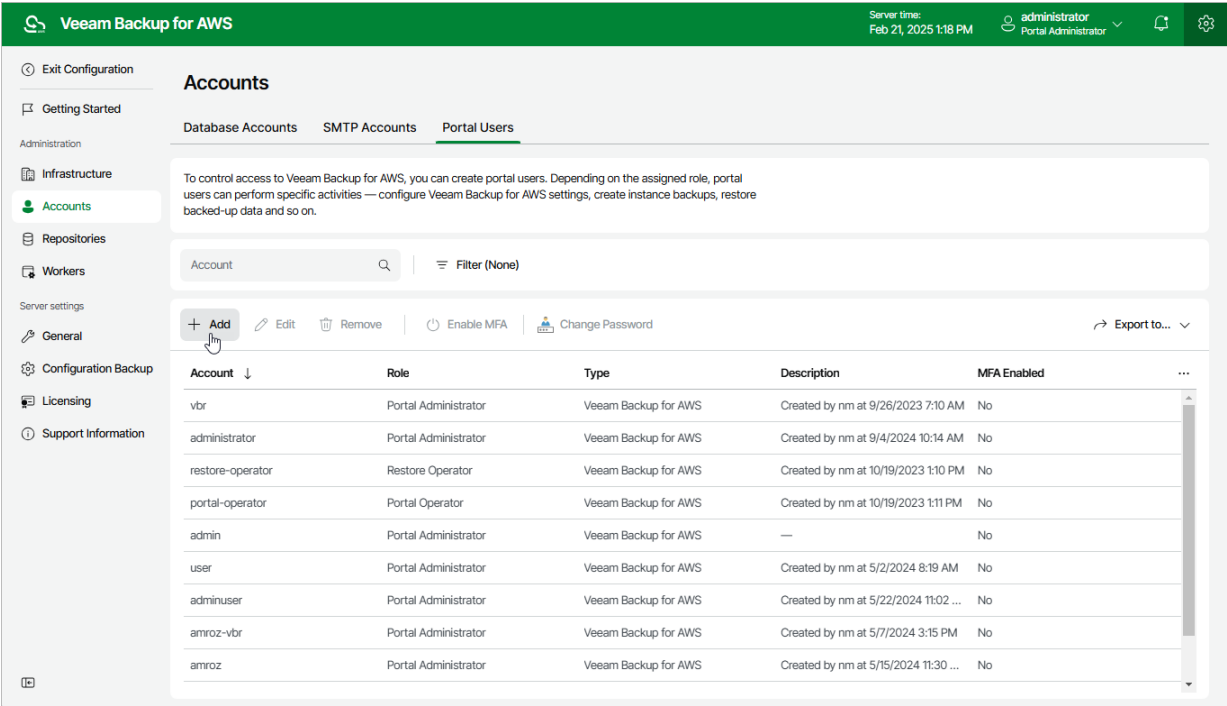 Veeam Backup for AWS
Server time:
Feb 21, 2025 1:18 PM
administrator
Portal Administrator
Exit Configuration
Getting Started
Administration
Infrastructure
Accounts
Repositories
Workers
Server settings
General
Configuration Backup
Licensing
Support Information
Accounts
Database Accounts SMTP Accounts Portal Users
To control access to Veeam Backup for AWS, you can create portal users. Depending on the assigned role, portal
users can perform specific activities — configure Veeam Backup for AWS settings, create instance backups, restore
backed-up data and so on.
Account Filter (None)
Add Edit Remove Enable MFA Change Password Export to...
Account Role Type Description MFA Enabled ...
vbr Portal Administrator Veeam Backup for AWS Created by nm at 9/26/2023 7:10 AM No
administrator Portal Administrator Veeam Backup for AWS Created by nm at 9/4/2024 10:14 AM No
restore-operator Restore Operator Veeam Backup for AWS Created by nm at 10/19/2023 1:10 PM No
portal-operator Portal Operator Veeam Backup for AWS Created by nm at 10/19/2023 1:11 PM No
admin Portal Administrator Veeam Backup for AWS — No
user Portal Administrator Veeam Backup for AWS Created by nm at 5/2/2024 8:19 AM No
adminuser Portal Administrator Veeam Backup for AWS Created by nm at 5/22/2024 11:02 ... No
amroz-vbr Portal Administrator Veeam Backup for AWS Created by nm at 5/7/2024 3:15 PM No
amroz Portal Administrator Veeam Backup for AWS Created by nm at 5/15/2024 11:30 ... No